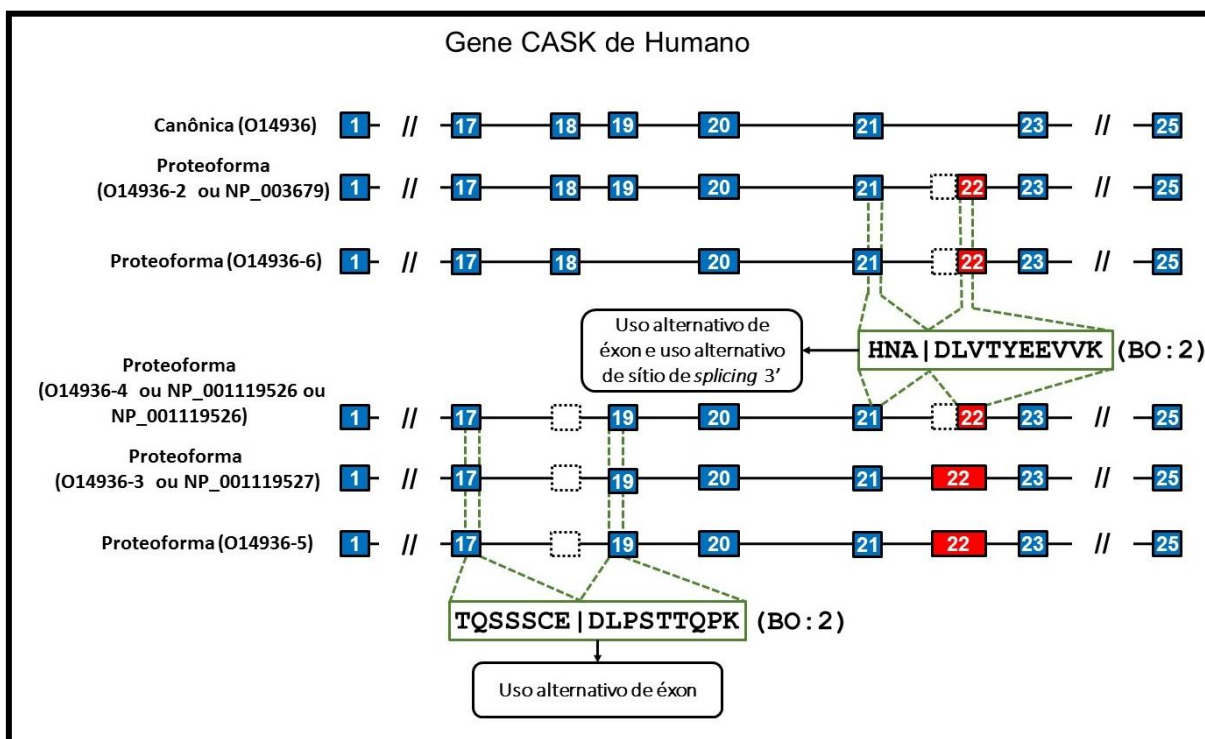 Gene CASK de Humano
Canônica (O14936) 1 // 17 18 19 20 21 23 // 25
Proteoforma
(O14936-2 ou NP_003679) 1 // 17 18 19 20 21 22 23 // 25
Proteoforma (O14936-6) 1 // 17 18 20 21 22 23 // 25
Uso alternativo de
éxon e uso alternativo
de sítio de splicing 3’
HNA|DLVTYEEVVK (BO:2)
Proteoforma
(O14936-4 ou NP_001119526 ou
NP_001119526) 1 // 17 19 20 21 22 23 // 25
Proteoforma
(O14936-3 ou NP_001119527) 1 // 17 19 20 21 22 23 // 25
Proteoforma (O14936-5) 1 // 17 19 20 21 22 23 // 25
TQSSSCE|DLPSTTQPK (BO:2)
Uso alternativo de éxon